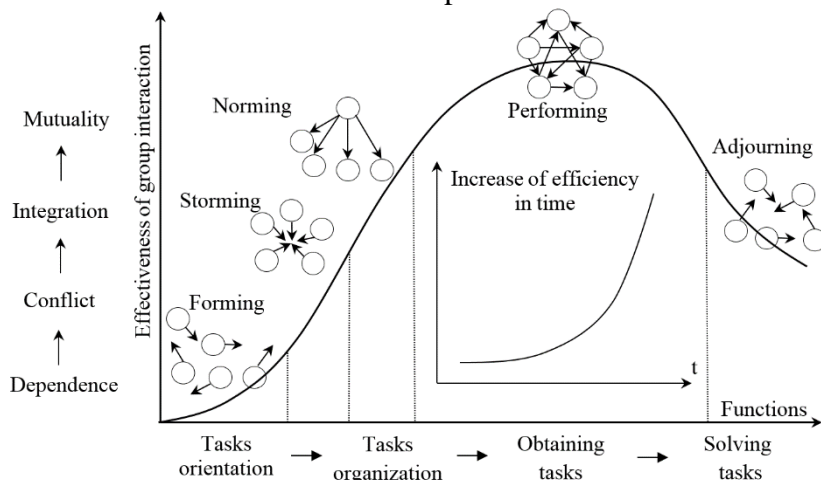 Effectiveness of group interaction
Mutuality
Integration
Conflict
Dependence
Norming
Storming
Forming
Performing
Adjourning
Increase of efficiency
in time
t
Functions
Tasks
orientation
Tasks
organization
Obtaining
tasks
Solving
tasks